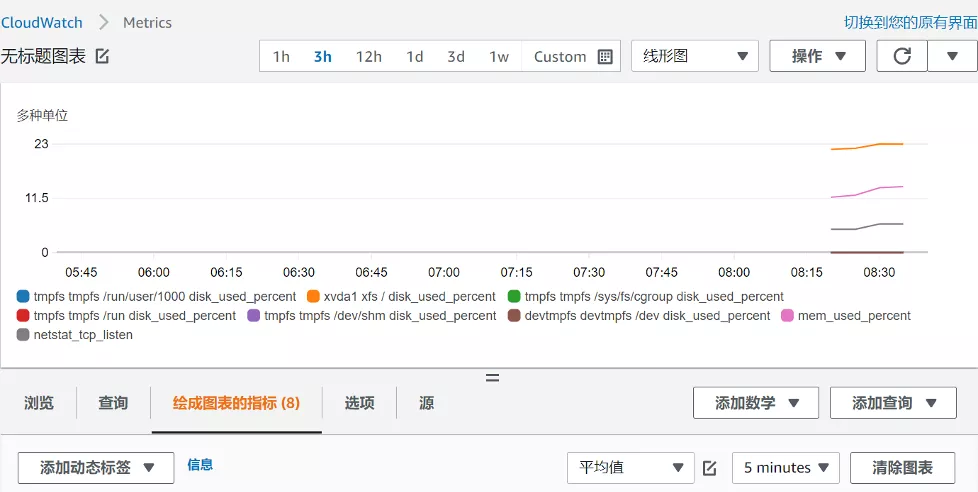 CloudWatch > Metrics 切换到您的原有界面
无标题图表 1h 3h 12h 1d 3d 1w Custom 线形图 操作
多种单位
23
11.5
0
05:45 06:00 06:15 06:30 06:45 07:00 07:15 07:30 07:45 08:00 08:15 08:30
tmpfs tmpfs /run/user/1000 disk_used_percent xvda1 xfs / disk_used_percent tmpfs tmpfs /sys/fs/cgroup disk_used_percent
tmpfs tmpfs /run disk_used_percent tmpfs tmpfs /dev/shm disk_used_percent devtmpfs devtmpfs /dev disk_used_percent mem_used_percent
netstat_tcp_listen
浏览 查询 绘成图表的指标 (8) 选项 源 添加数学 添加查询
添加动态标签 信息 平均值 5 minutes 清除图表